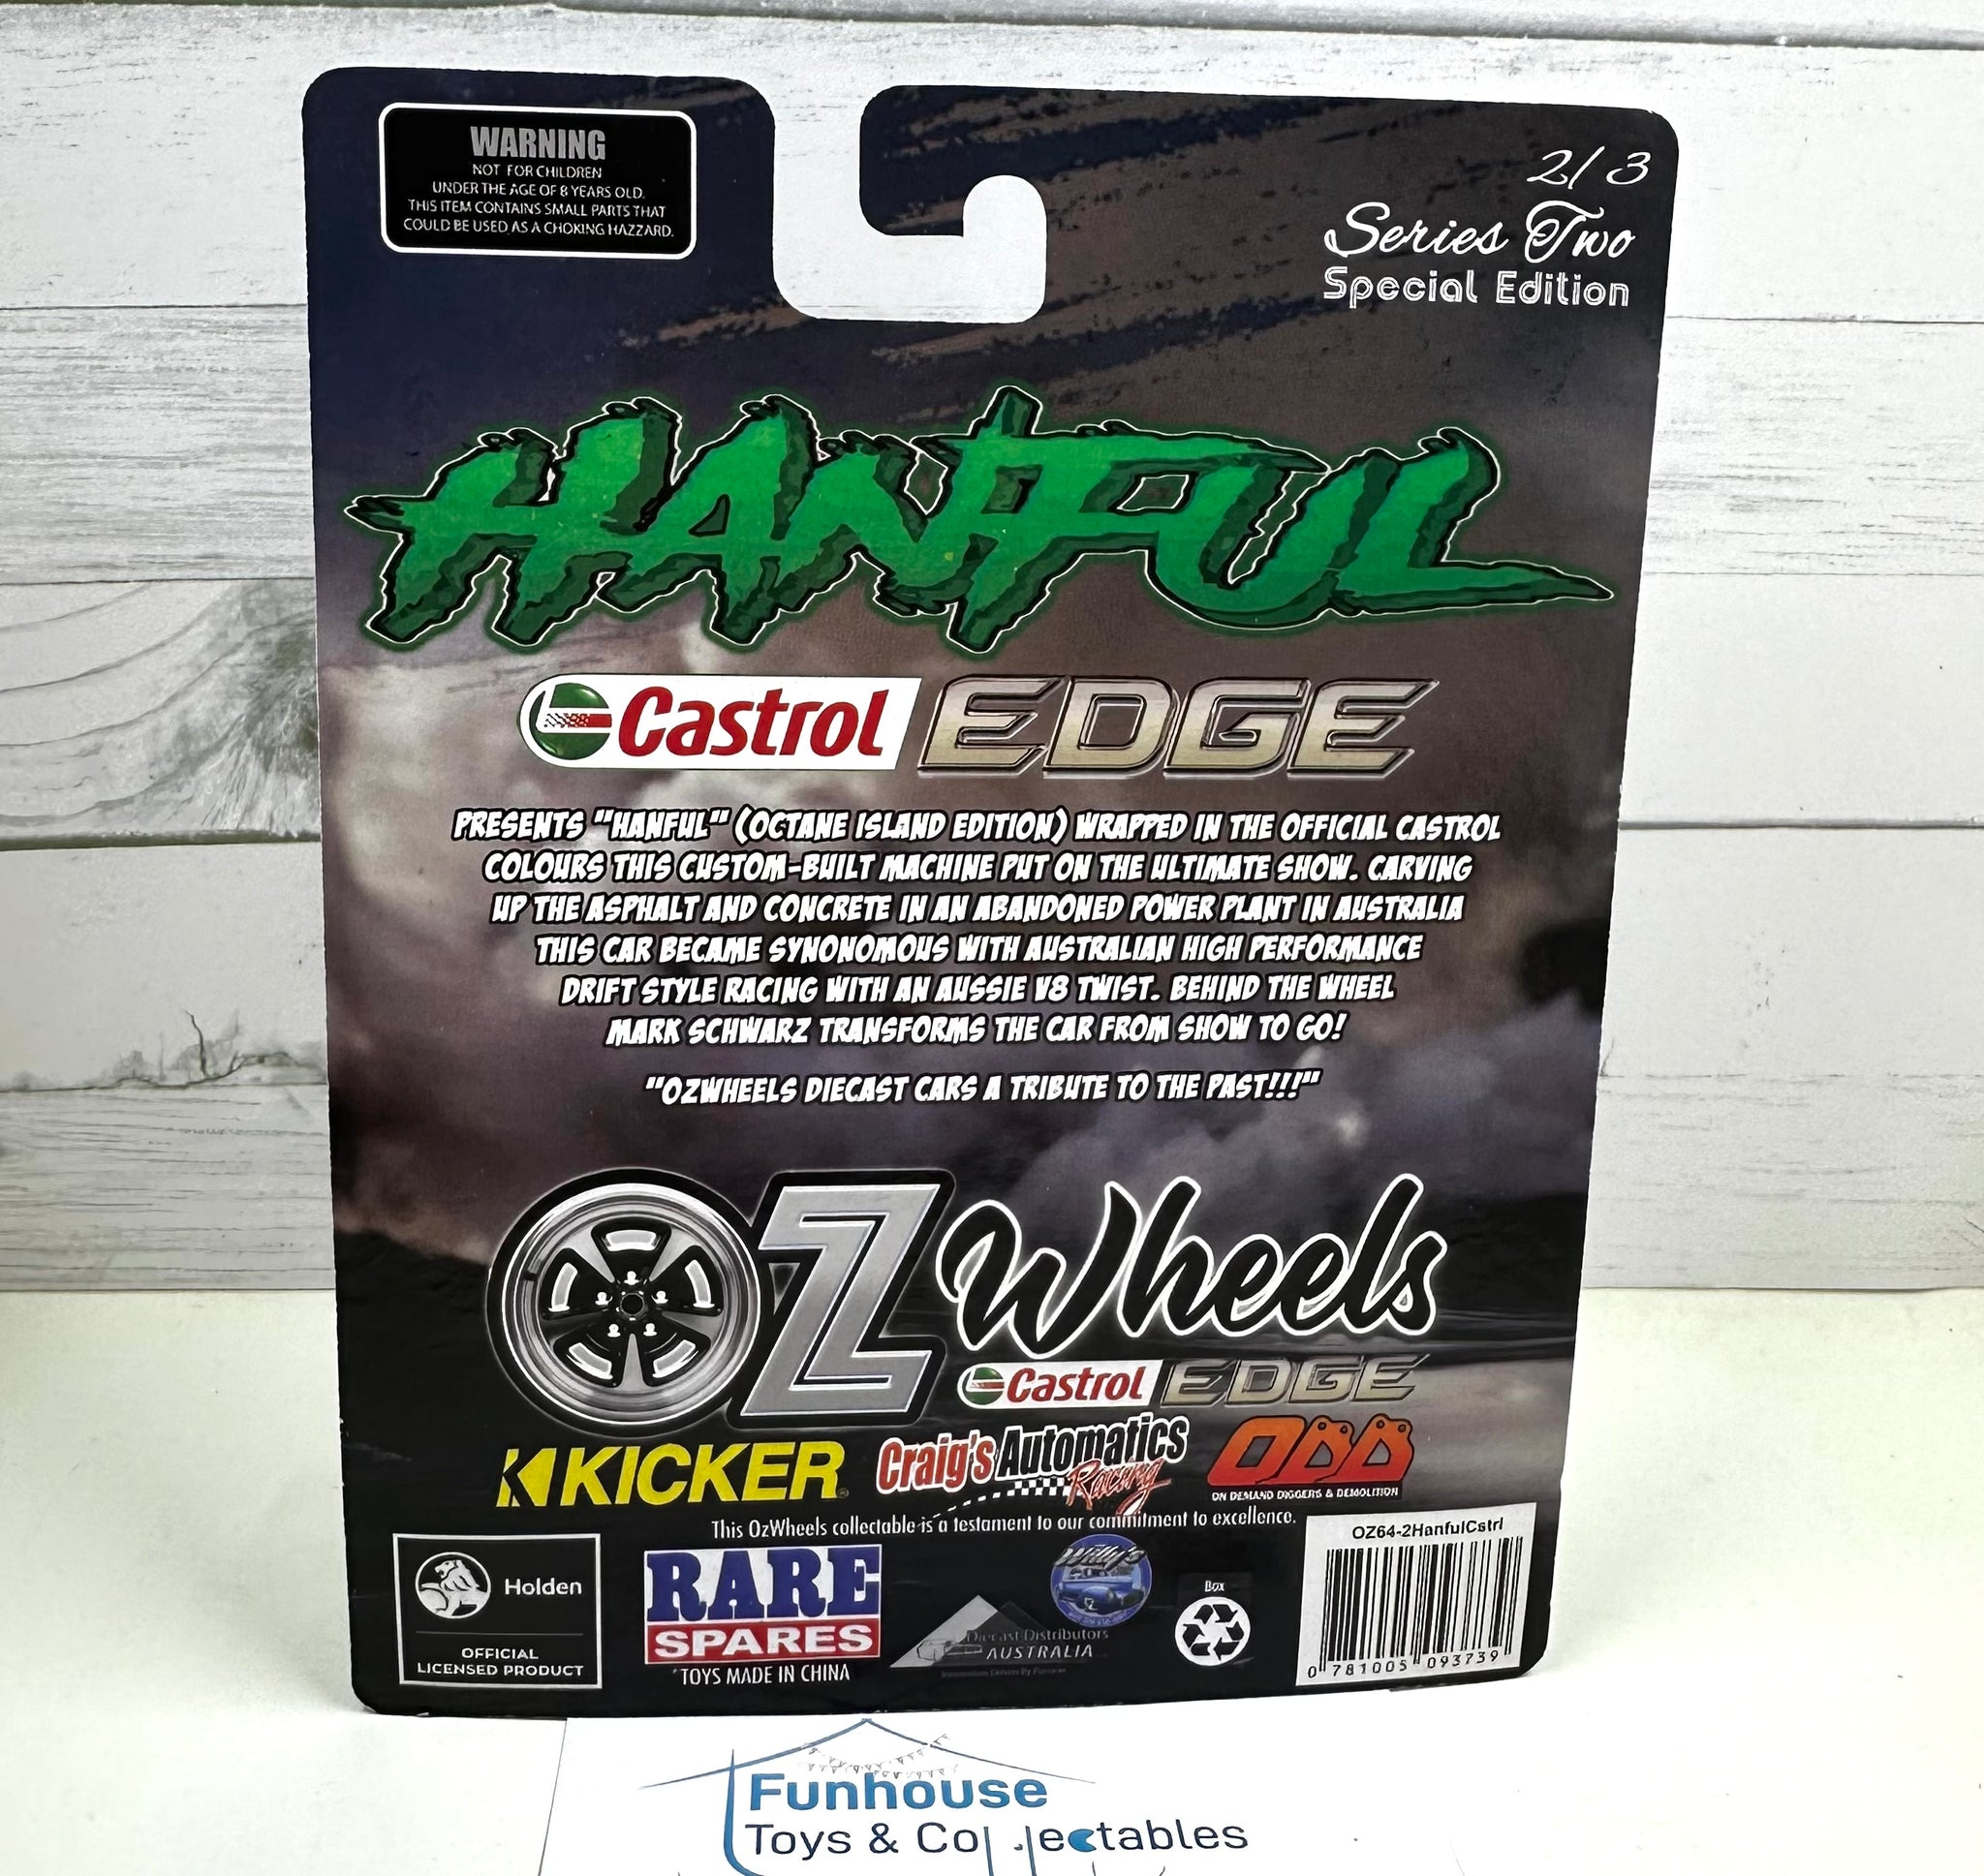 WARNING
NOT FOR CHILDREN
UNDER THE AGE OF 8 YEARS OLD.
THIS ITEM CONTAINS SMALL PARTS THAT
COULD BE USED AS A CHOKING HAZZARD.
2/3
Series Two
Special Edition
HANFUL
Castrol EDGE
PRESENTS "HANFUL" (OCTANE ISLAND EDITION) WRAPPED IN THE OFFICIAL CASTROL
COLOURS THIS CUSTOM-BUILT MACHINE PUT ON THE ULTIMATE SHOW. CARVING
UP THE ASPHALT AND CONCRETE IN AN ABANDONED POWER PLANT IN AUSTRALIA
THIS CAR BECAME SYNONOMOUS WITH AUSTRALIAN HIGH PERFORMANCE
DRIFT STYLE RACING WITH AN AUSSIE V8 TWIST. BEHIND THE WHEEL
MARK SCHWARZ TRANSFORMS THE CAR FROM SHOW TO GO!
"OZWHEELS DIECAST CARS A TRIBUTE TO THE PAST!!!"
OZ Wheels
Castrol EDGE
KICKER
Craig's Automatics
Racing
ODD
ON DEMAND DIGGERS & DEMOLITION
This OzWheels collectable is a testament to our commitment to excellence.
Holden
OFFICIAL
LICENSED PRODUCT
RARE
SPARES
*TOYS MADE IN CHINA
Willy's
Diecast Distributors
AUSTRALIA
Box
OZ64-2HanfulCstrl
0 781005 093739
Funhouse
Toys & Collectables